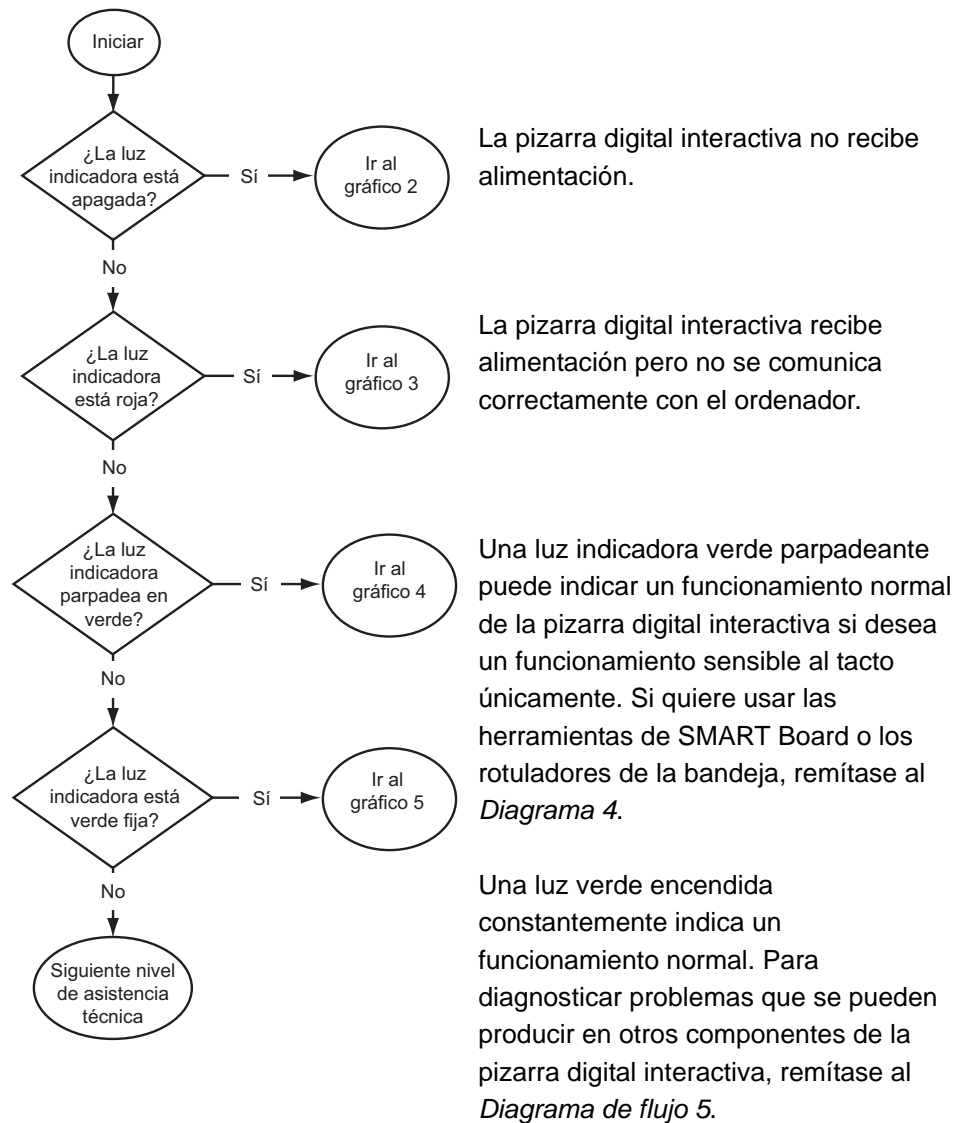 Iniciar
¿La luz
indicadora está
apagada?
Sí
Ir al
gráfico 2
La pizarra digital interactiva no recibe
alimentación.
No
¿La luz
indicadora
está roja?
Sí
Ir al
gráfico 3
La pizarra digital interactiva recibe
alimentación pero no se comunica
correctamente con el ordenador.
No
¿La luz
indicadora
parpadea en
verde?
Sí
Ir al
gráfico 4
Una luz indicadora verde parpadeante
puede indicar un funcionamiento normal
de la pizarra digital interactiva si desea
un funcionamiento sensible al tacto
únicamente. Si quiere usar las
herramientas de SMART Board o los
rotuladores de la bandeja, remítase al
Diagrama 4.
No
¿La luz
indicadora está
verde fija?
Sí
Ir al
gráfico 5
Una luz verde encendida
constantemente indica un
funcionamiento normal. Para
diagnosticar problemas que se pueden
producir en otros componentes de la
pizarra digital interactiva, remítase al
Diagrama de flujo 5.
No
Siguiente nivel
de asistencia
técnica